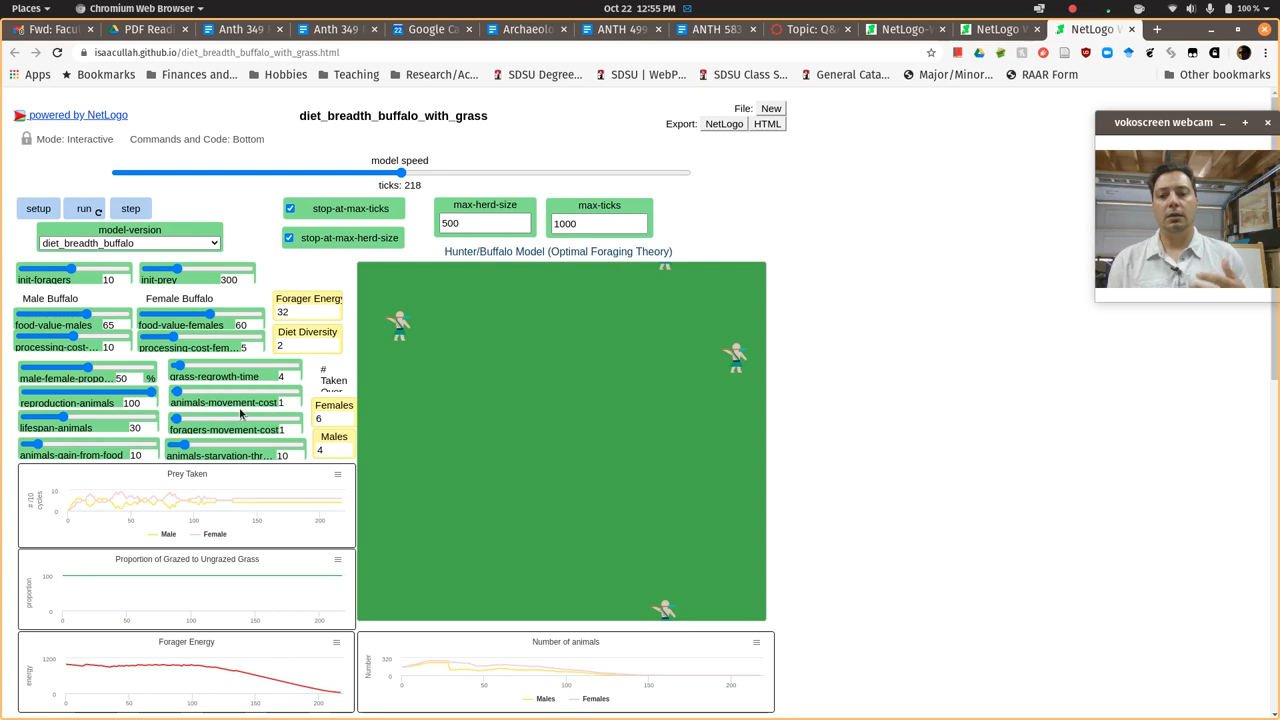 Places
Chromium Web Browser
Oct 22 12:55 PM
100 %
Fwd: Facul
PDF Readi
Anth 349
Anth 349
Google Ca
Archaeolo
ANTH 499
ANTH 583
Topic: Q&
NetLogo-W
NetLogo W
NetLogo W
isaacullah.github.io/diet_breadth_buffalo_with_grass.html
Apps
Bookmarks
Finances and...
Hobbies
Teaching
Research/Ac...
SDSU Degree...
SDSU | WebP...
SDSU Class S...
General Cata...
Major/Minor...
RAAR Form
Other bookmarks
powered by NetLogo
diet_breadth_buffalo_with_grass
File: New
Export: NetLogo HTML
Mode: Interactive
Commands and Code: Bottom
vokoscreen webcam
model speed
ticks: 218
setup
run
step
stop-at-max-ticks
max-herd-size
500
max-ticks
1000
model-version
diet_breadth_buffalo
stop-at-max-herd-size
Hunter/Buffalo Model (Optimal Foraging Theory)
init-foragers 10
init-prey 300
Male Buffalo
Female Buffalo
Forager Energy
32
food-value-males 65
food-value-females 60
Diet Diversity
2
processing-cost-... 10
processing-cost-fem... 5
male-female-propo... 50 %
grass-regrowth-time 4
# Taken Over
reproduction-animals 100
animals-movement-cost 1
Females
6
lifespan-animals 30
foragers-movement-cost 1
Males
4
animals-gain-from-food 10
animals-starvation-thr... 10
Prey Taken
# /10 cycles
10
0
0 50 100 150 200
Male Female
Proportion of Grazed to Ungrazed Grass
proportion
100
0
0 50 100 150 200
Forager Energy
energy
1200
0
0 50 100 150 200
Number of animals
Number
320
0
0 50 100 150 200
Males Females